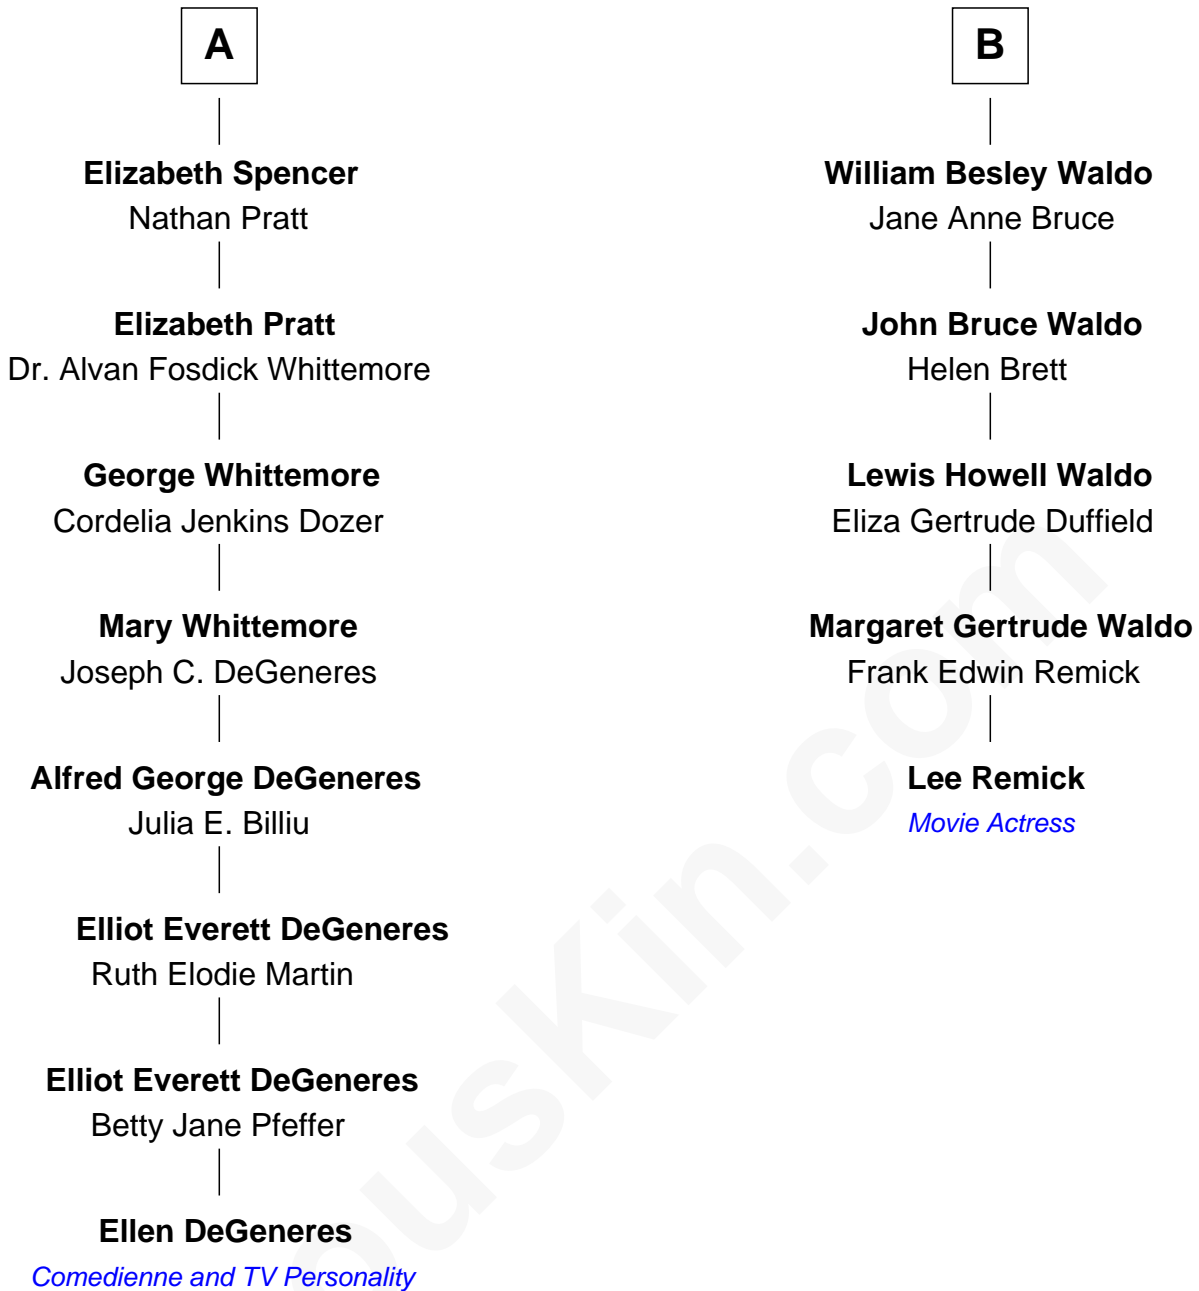 A
Elizabeth Spencer
Nathan Pratt
Elizabeth Pratt
Dr. Alvan Fosdick Whittemore
George Whittemore
Cordelia Jenkins Dozer
Mary Whittemore
Joseph C. DeGeneres
Alfred George DeGeneres
Julia E. Billiu
Elliot Everett DeGeneres
Ruth Elodie Martin
Elliot Everett DeGeneres
Betty Jane Pfeffer
Ellen DeGeneres
Comedienne and TV Personality
B
William Besley Waldo
Jane Anne Bruce
John Bruce Waldo
Helen Brett
Lewis Howell Waldo
Eliza Gertrude Duffield
Margaret Gertrude Waldo
Frank Edwin Remick
Lee Remick
Movie Actress
ousKin.com